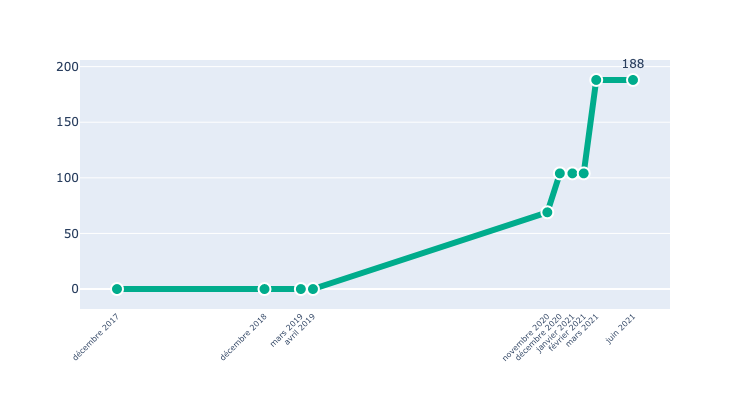 188
200
150
100
50
0
décembre 2017
décembre 2018
mars 2019
avril 2019
novembre 2020
décembre 2020
janvier 2021
février 2021
mars 2021
juin 2021